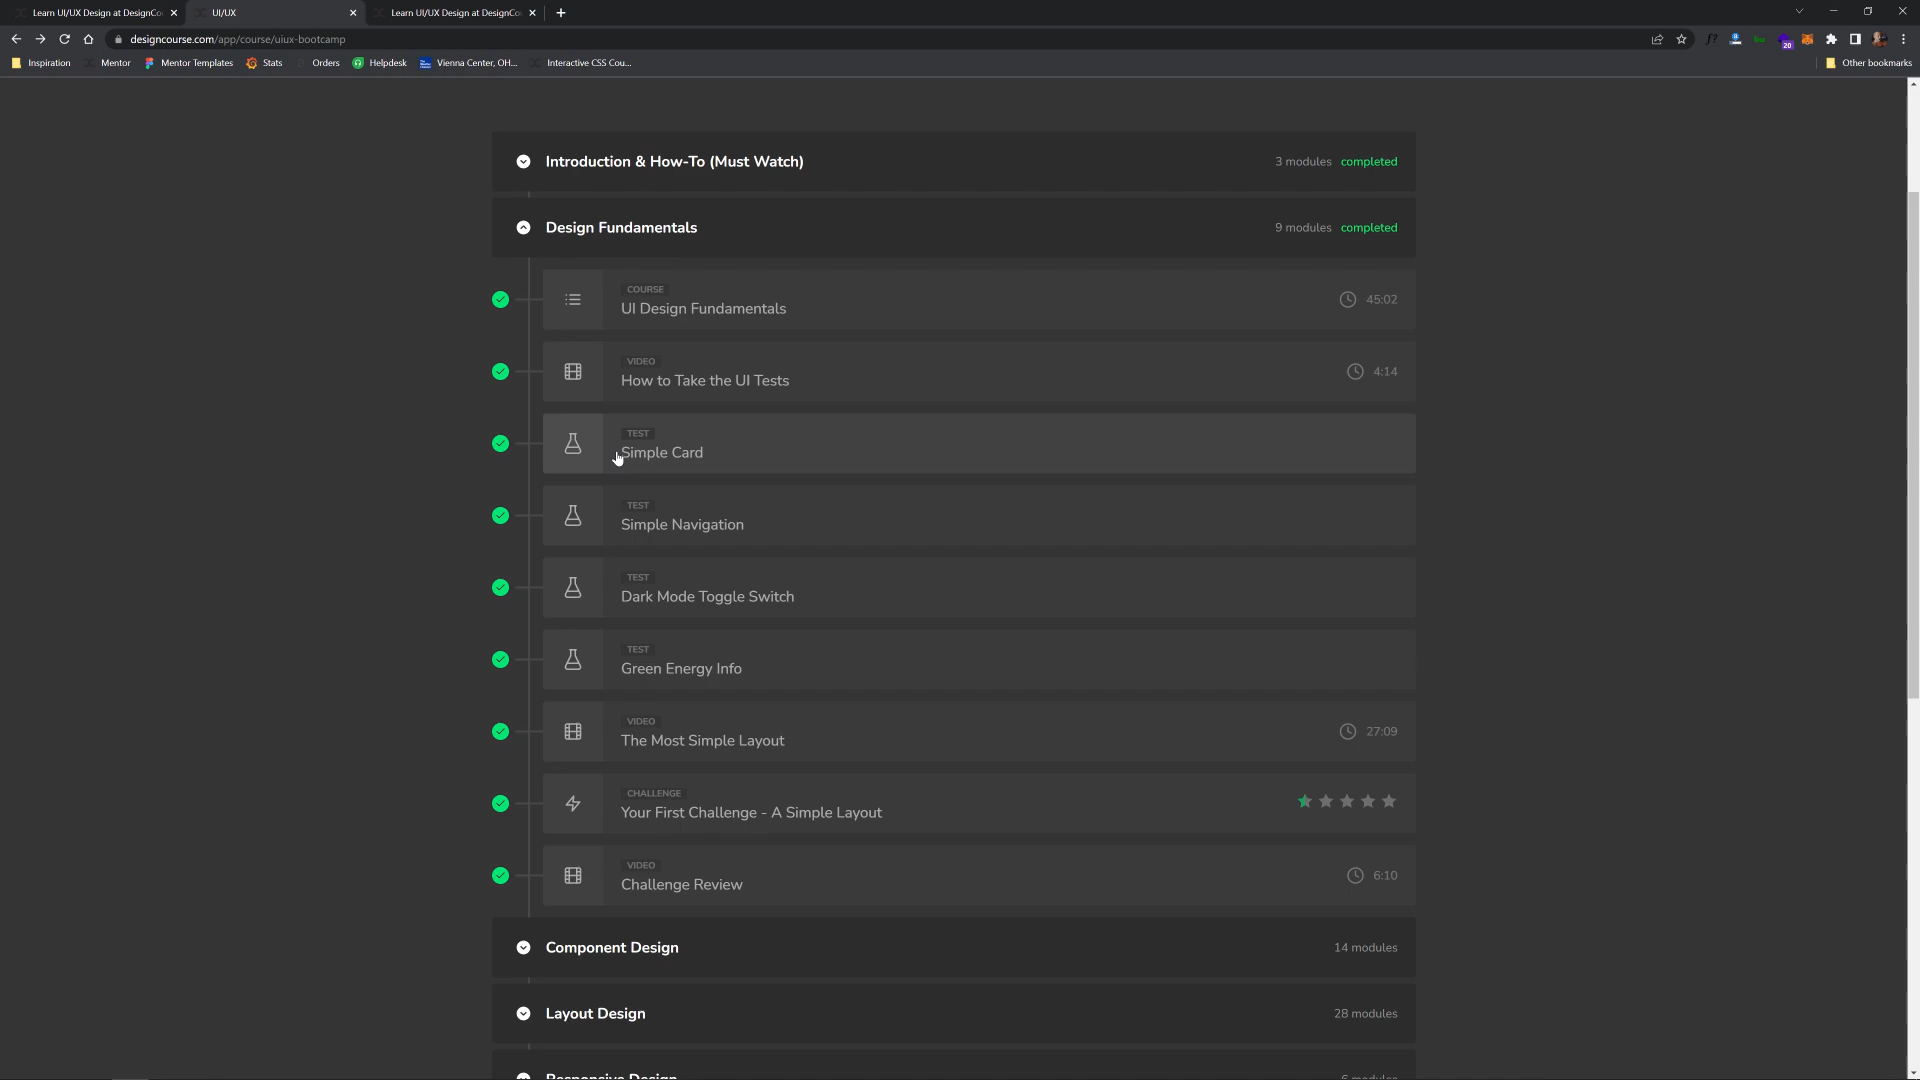 Learn UI/UX Design at DesignCo
UI/UX
Learn UI/UX Design at DesignCo
designcourse.com/app/course/uiux-bootcamp
20
Inspiration
Mentor
Mentor Templates
Stats
Orders
Helpdesk
Vienna Center, OH...
Interactive CSS Cou...
Other bookmarks
Introduction & How-To (Must Watch)
3 modules completed
Design Fundamentals
9 modules completed
COURSE
UI Design Fundamentals
45:02
VIDEO
How to Take the UI Tests
4:14
TEST
Simple Card
TEST
Simple Navigation
TEST
Dark Mode Toggle Switch
TEST
Green Energy Info
VIDEO
The Most Simple Layout
27:09
CHALLENGE
Your First Challenge - A Simple Layout
VIDEO
Challenge Review
6:10
Component Design
14 modules
Layout Design
28 modules
Responsive Design
6 modules